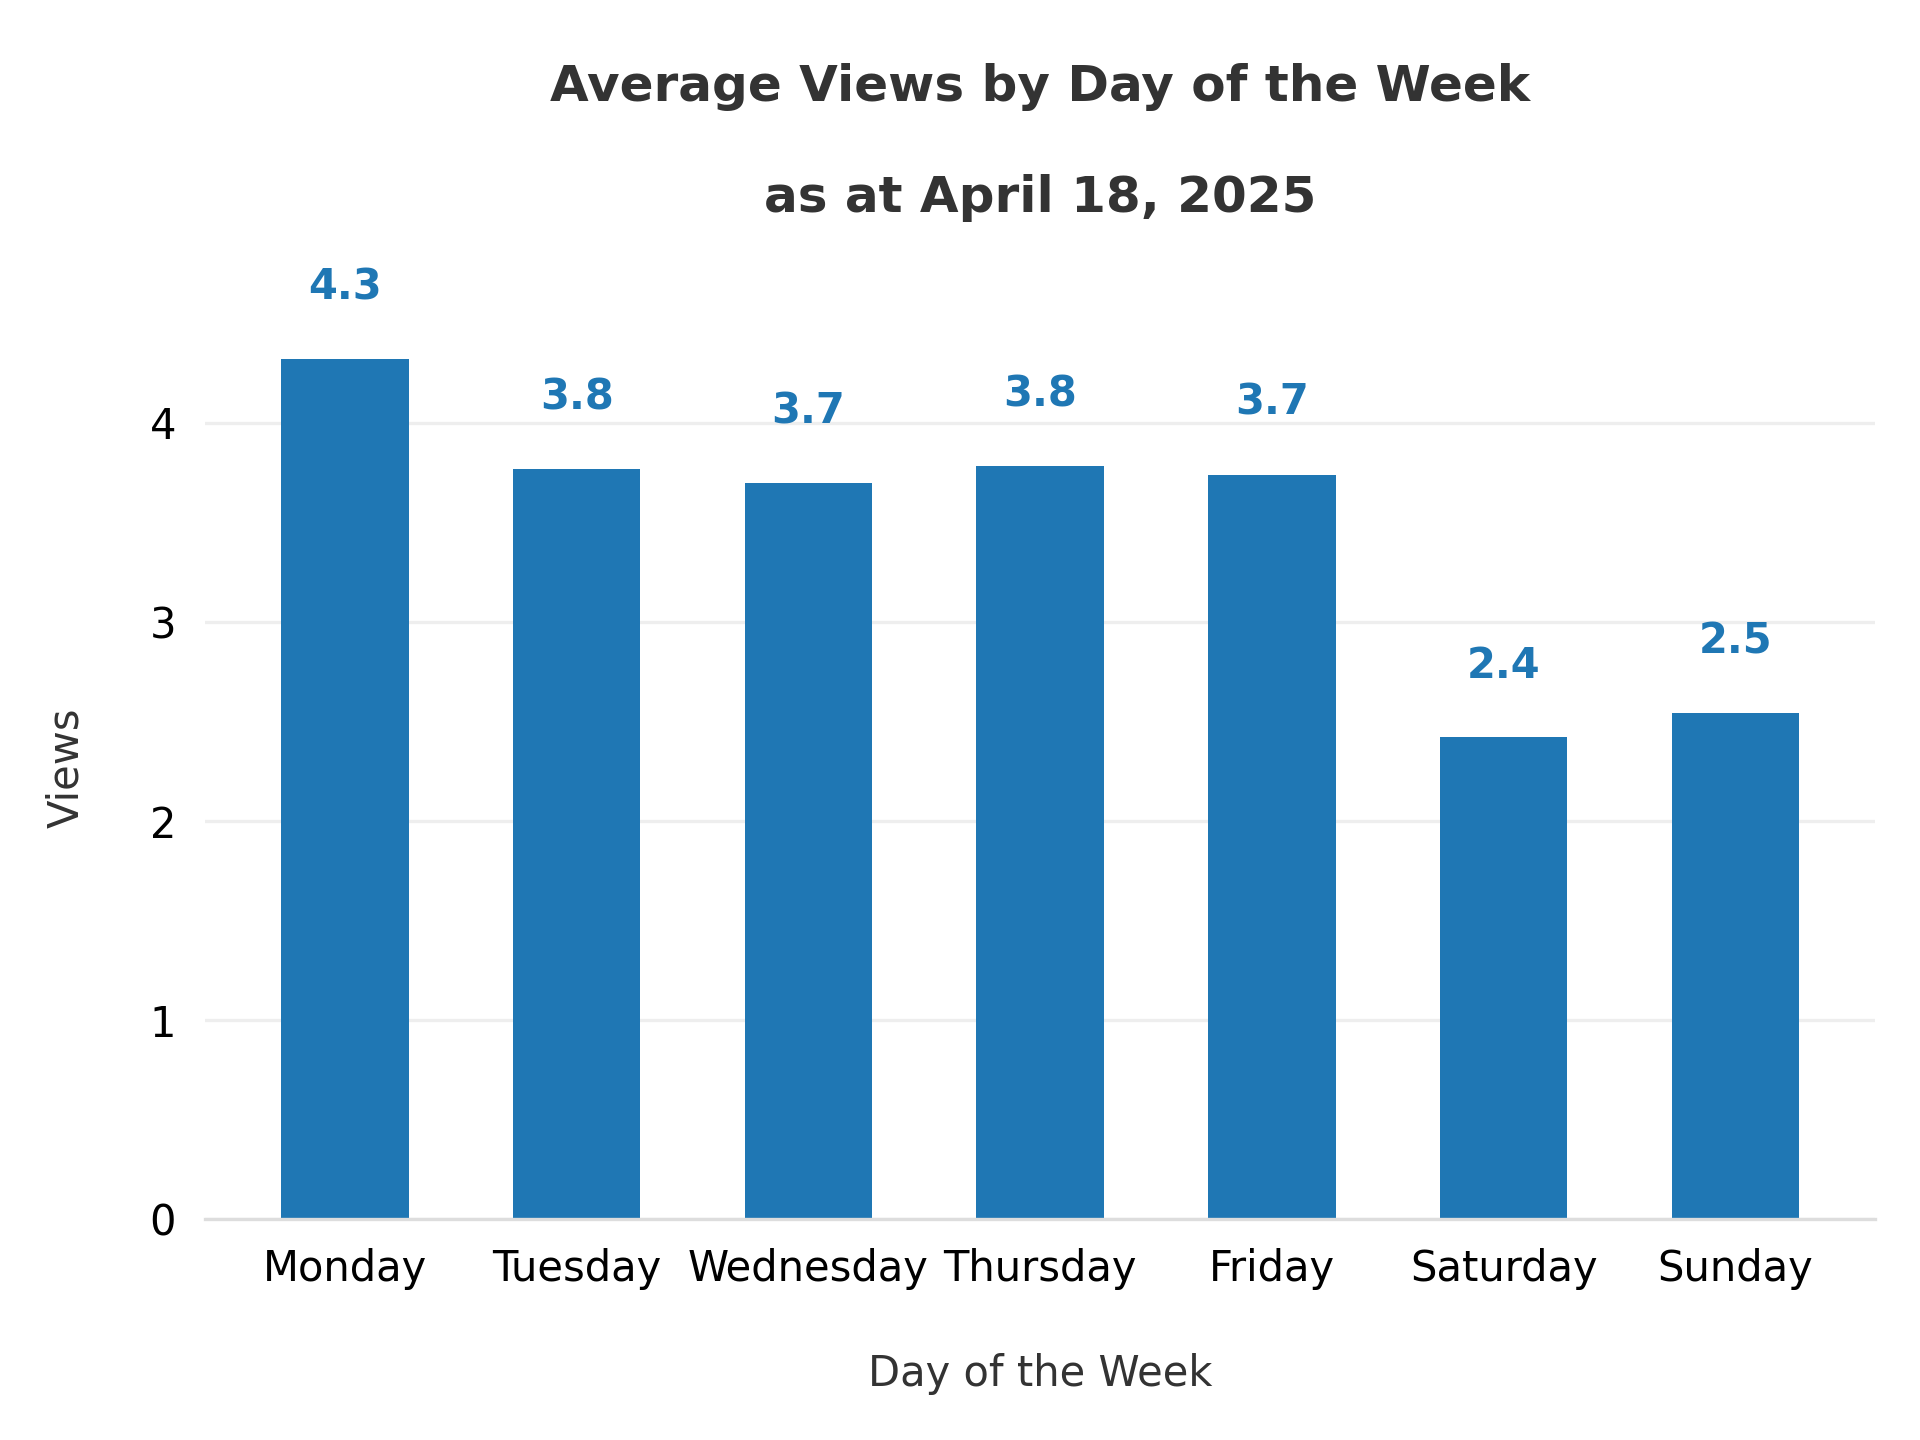 Average Views by Day of the Week
as at April 18, 2025
4.3
3.8
3.7
3.8
3.7
2.4
2.5
4
3
2
1
0
Views
Monday Tuesday Wednesday Thursday Friday Saturday Sunday
Day of the Week